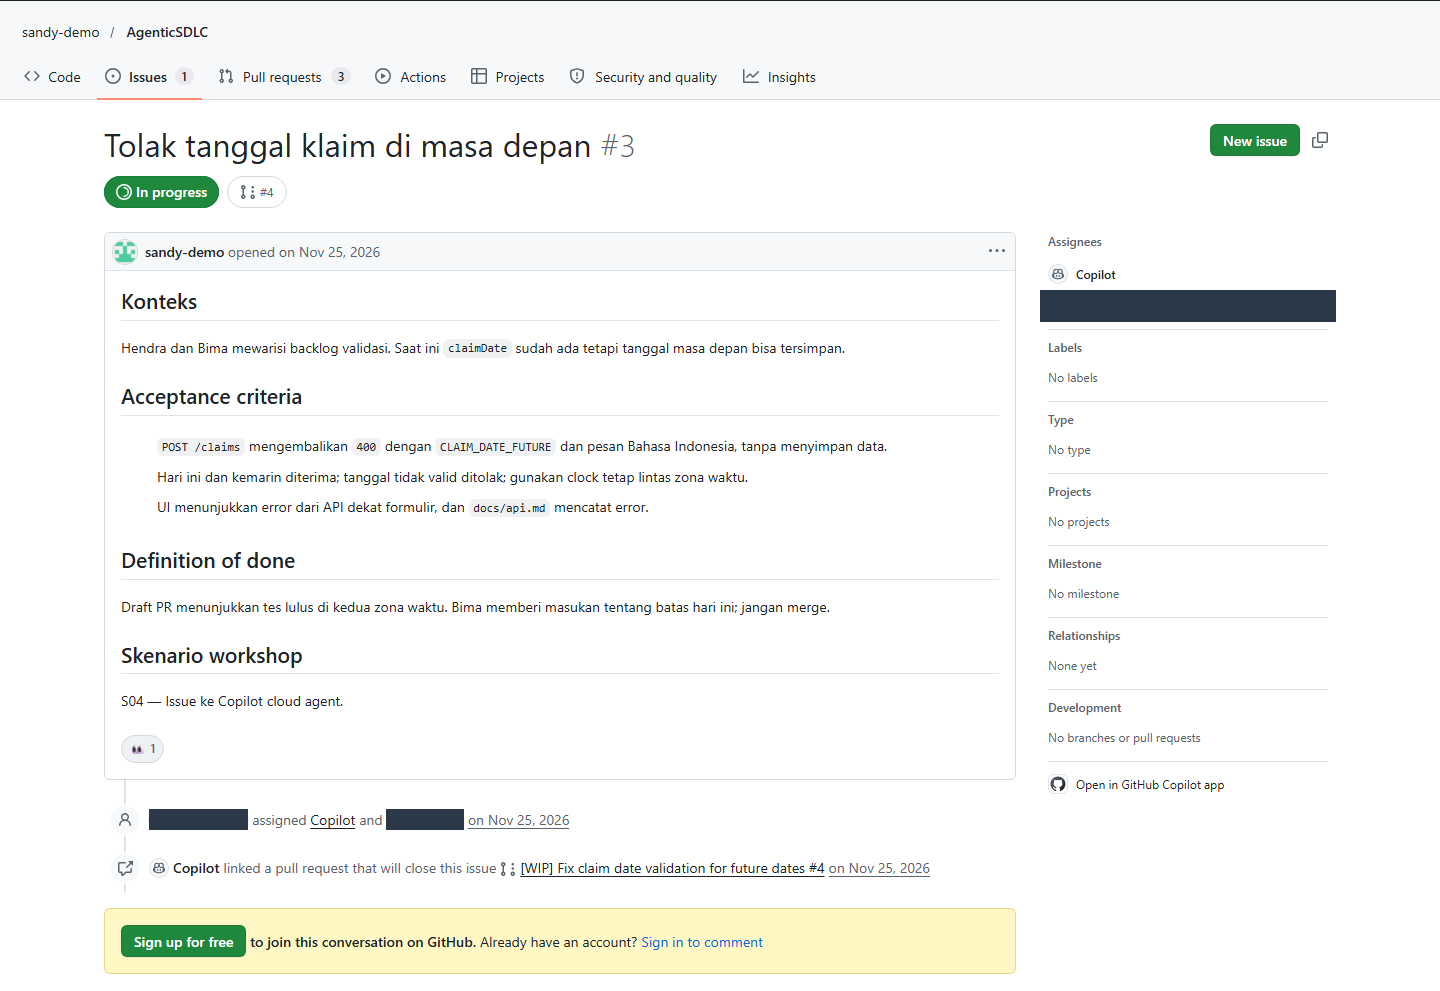 sandy-demo / AgenticSDLC
Code Issues 1 Pull requests 3 Actions Projects Security and quality Insights
Tolak tanggal klaim di masa depan #3
New issue
In progress #4
sandy-demo opened on Nov 25, 2026
Konteks
Hendra dan Bima mewarisi backlog validasi. Saat ini claimDate sudah ada tetapi tanggal masa depan bisa tersimpan.
Acceptance criteria
POST /claims mengembalikan 400 dengan CLAIM_DATE_FUTURE dan pesan Bahasa Indonesia, tanpa menyimpan data.
Hari ini dan kemarin diterima; tanggal tidak valid ditolak; gunakan clock tetap lintas zona waktu.
UI menunjukkan error dari API dekat formulir, dan docs/api.md mencatat error.
Definition of done
Draft PR menunjukkan tes lulus di kedua zona waktu. Bima memberi masukan tentang batas hari ini; jangan merge.
Skenario workshop
S04 — Issue ke Copilot cloud agent.
1
assigned Copilot and on Nov 25, 2026
Copilot linked a pull request that will close this issue [WIP] Fix claim date validation for future dates #4 on Nov 25, 2026
Sign up for free to join this conversation on GitHub. Already have an account? Sign in to comment
Assignees
Copilot
Labels
No labels
Type
No type
Projects
No projects
Milestone
No milestone
Relationships
None yet
Development
No branches or pull requests
Open in GitHub Copilot app